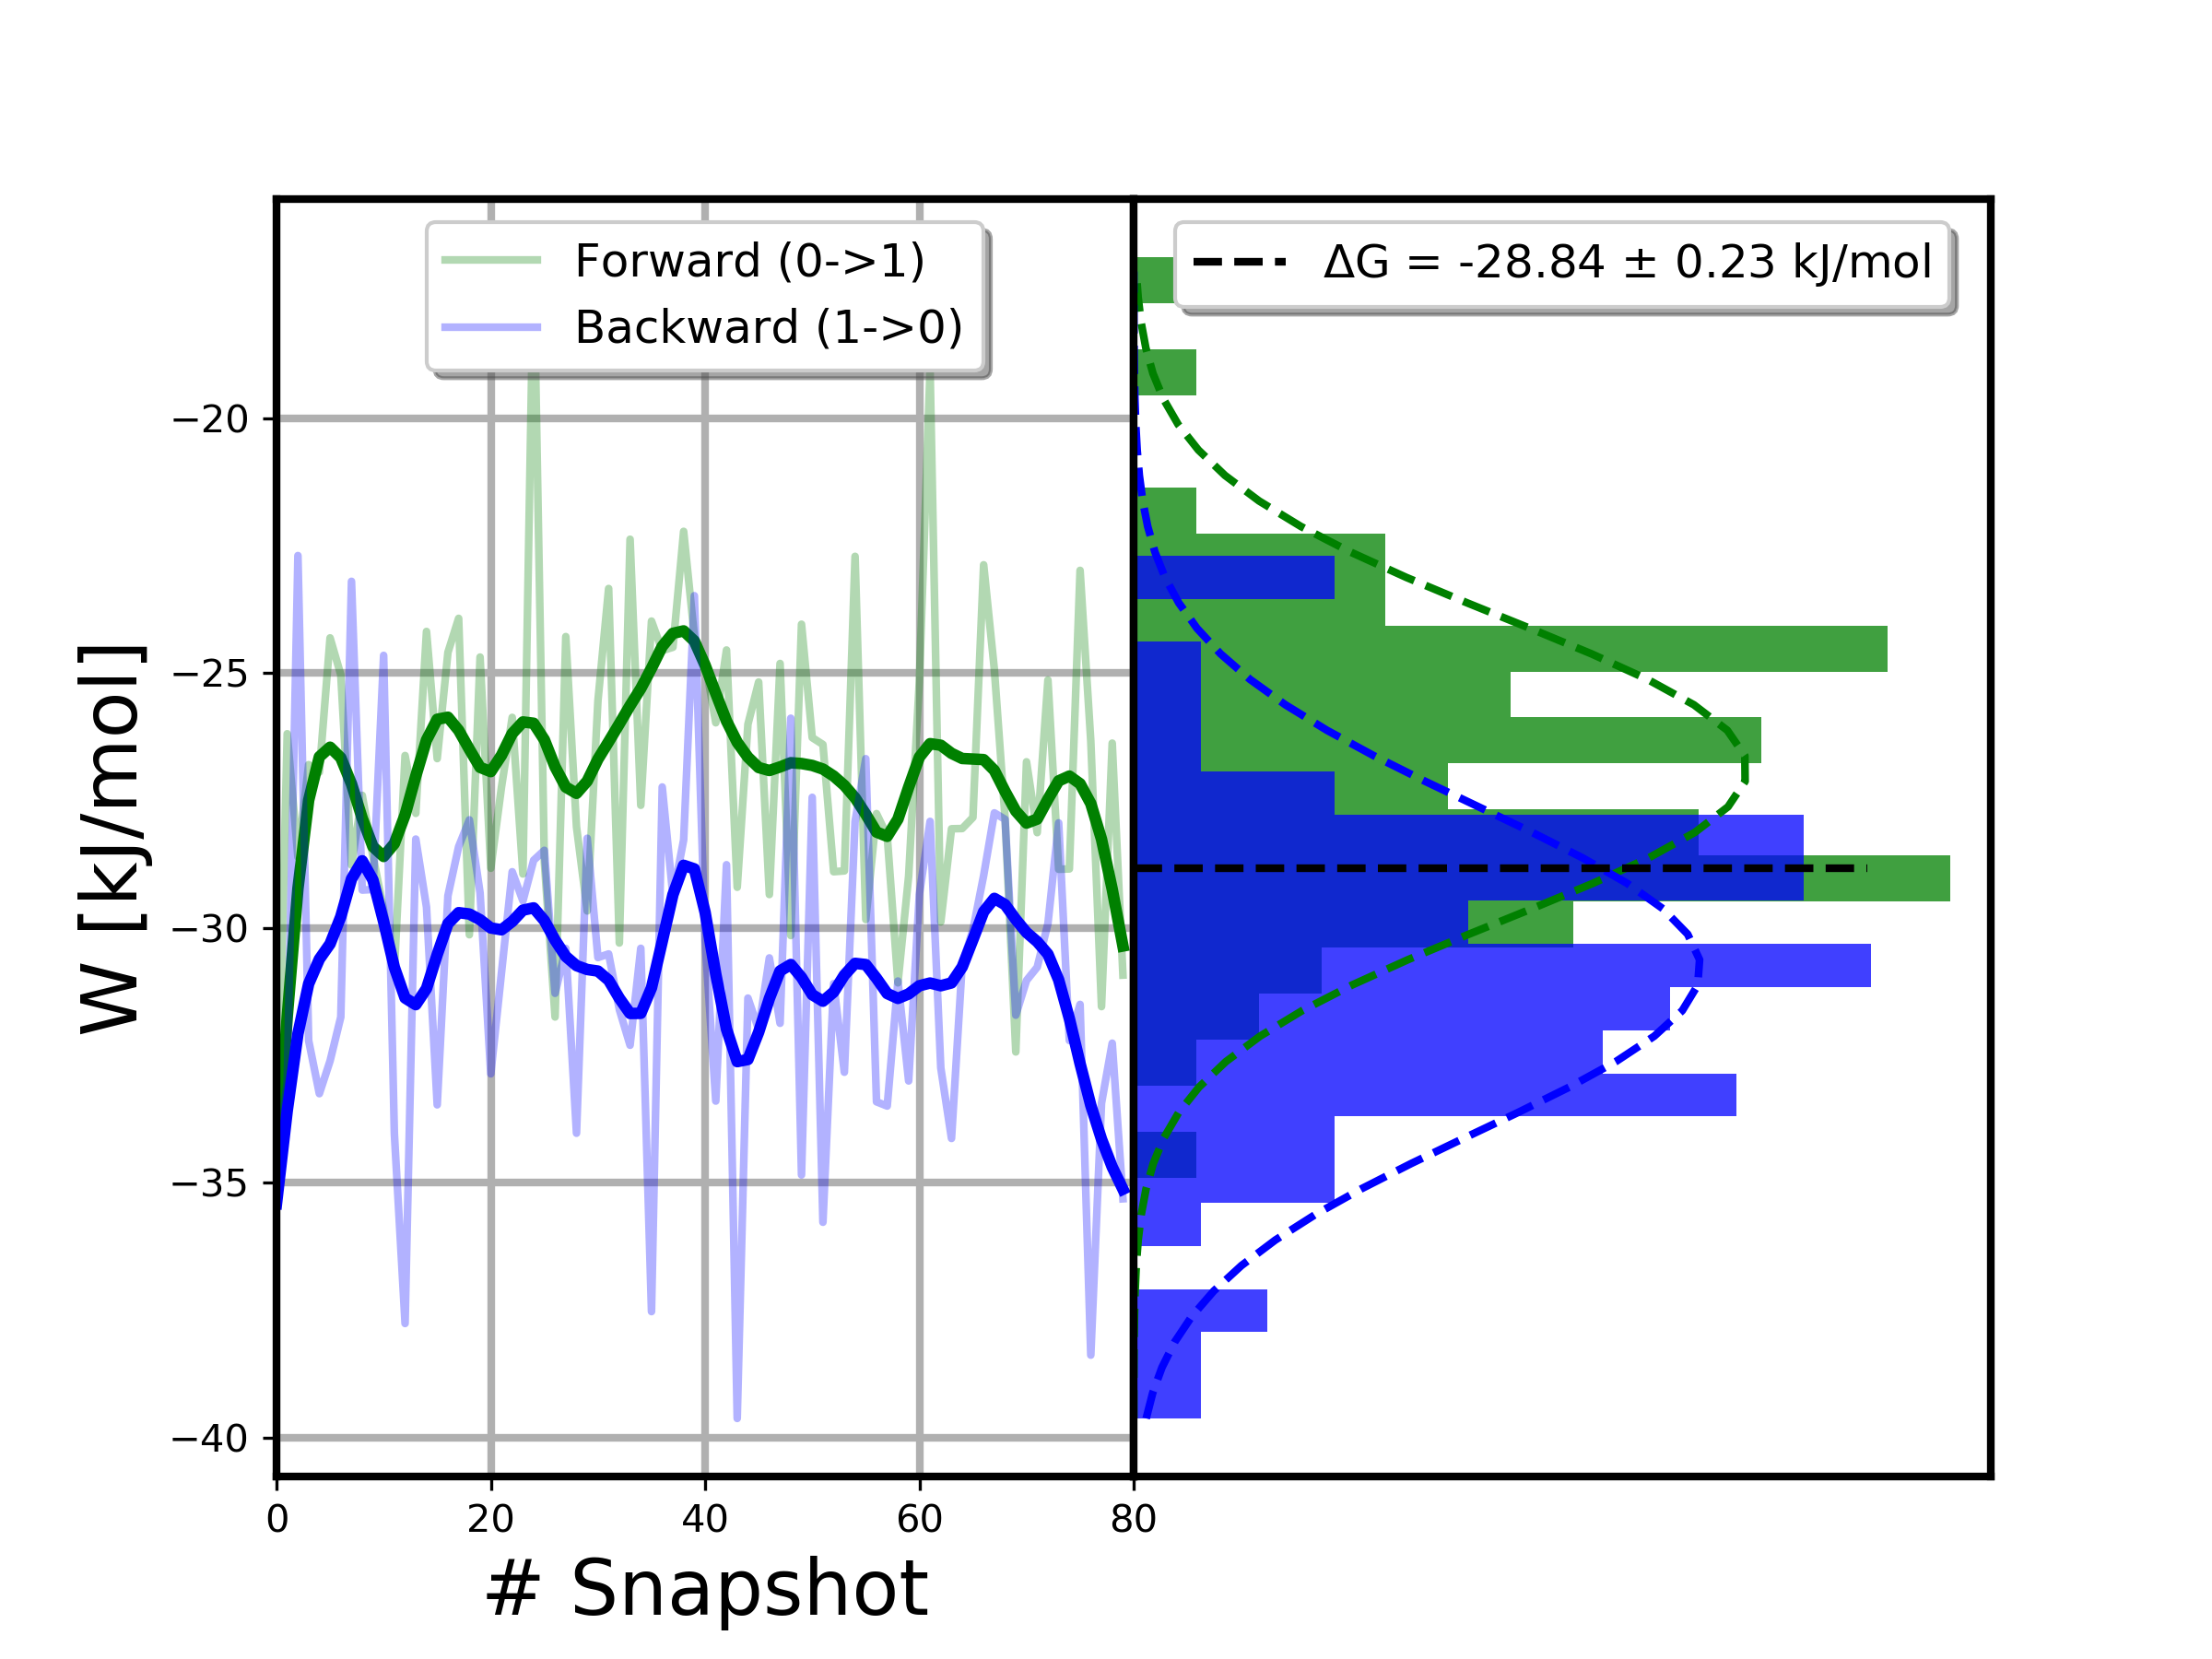 Forward (0->1)
Backward (1->0)
ΔG = -28.84 ± 0.23 kJ/mol
W [kJ/mol]
−20
−25
−30
−35
−40
0 20 40 60 80
# Snapshot